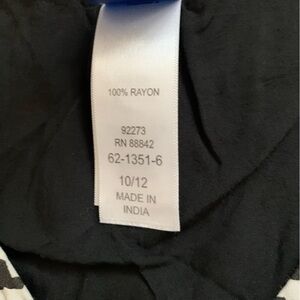 100% RAYON
92273
RN 88842
62-1351-6
10/12
MADE IN
INDIA